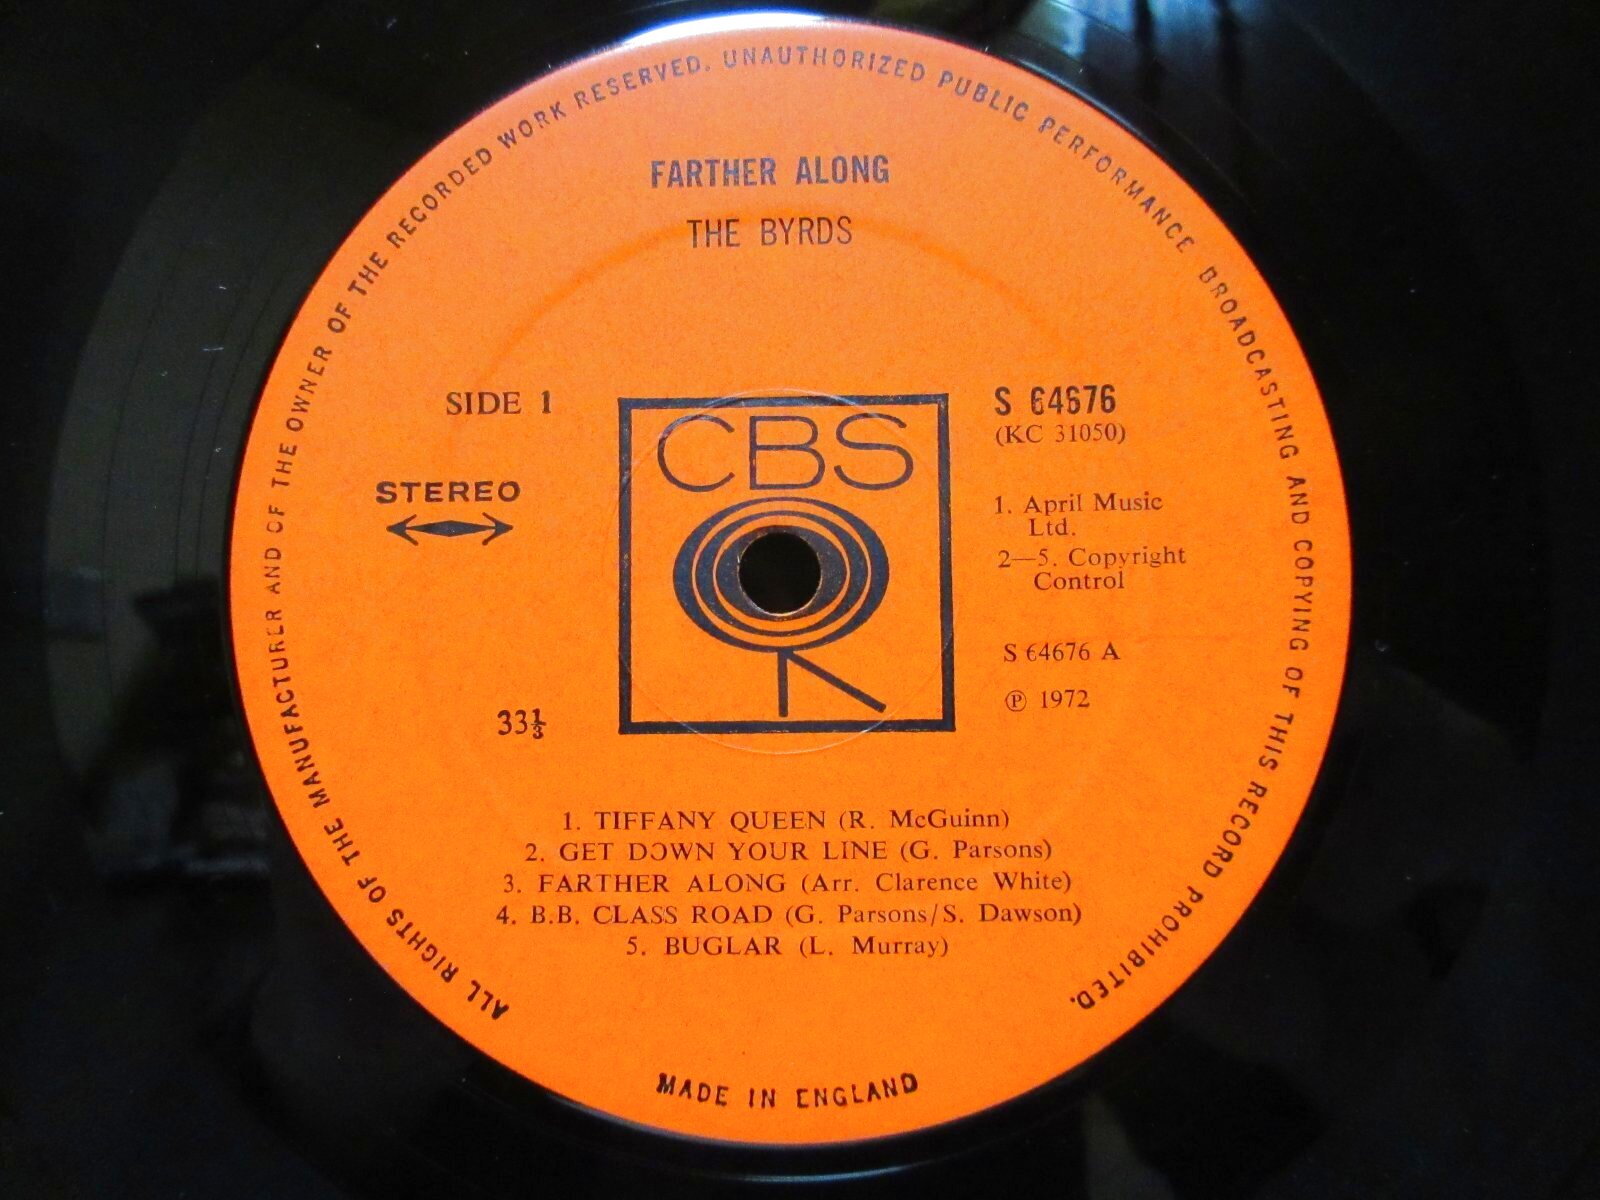 ALL RIGHTS OF THE MANUFACTURER AND OF THE OWNER OF THE RECORDED WORK RESERVED. UNAUTHORIZED PUBLIC PERFORMANCE BROADCASTING AND COPYING OF THIS RECORD PROHIBITED.
FARTHER ALONG
THE BYRDS
SIDE 1
STEREO
33⅓
CBS
S 64676
(KC 31050)
1. April Music
Ltd.
2—5. Copyright
Control
S 64676 A
℗ 1972
1. TIFFANY QUEEN (R. McGuinn)
2. GET DOWN YOUR LINE (G. Parsons)
3. FARTHER ALONG (Arr. Clarence White)
4. B.B. CLASS ROAD (G. Parsons/S. Dawson)
5. BUGLAR (L. Murray)
MADE IN ENGLAND